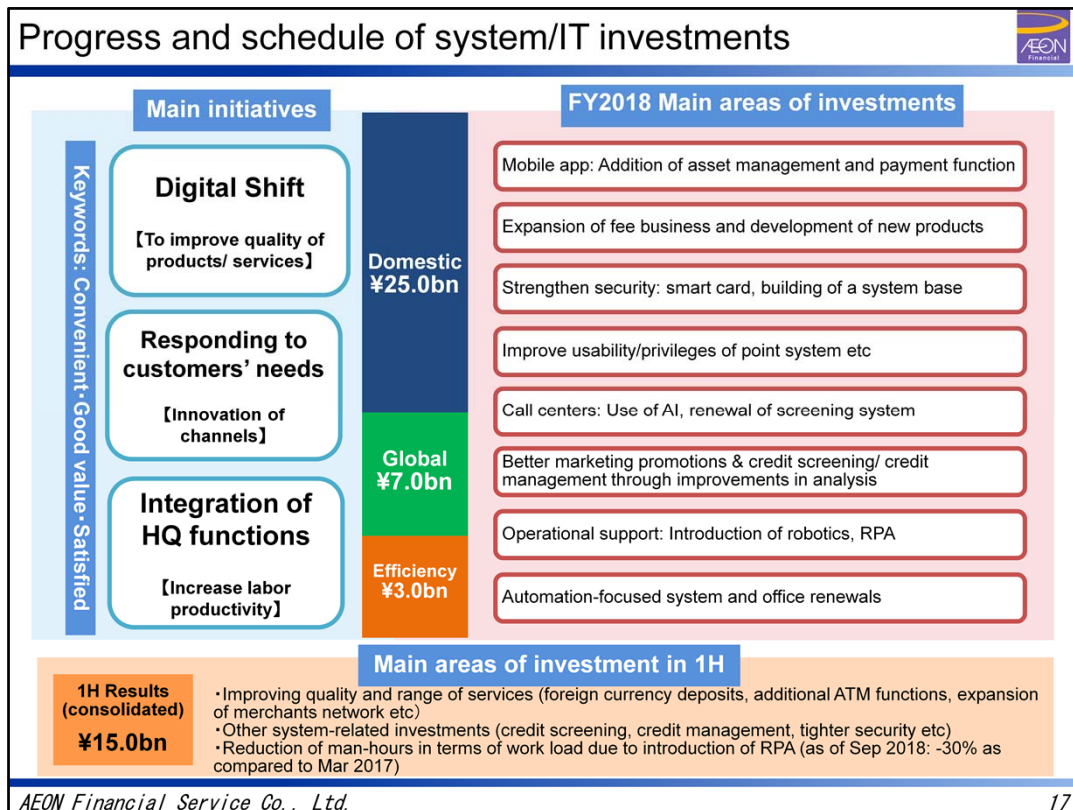 Progress and schedule of system/IT investments
ÆON
Financial
Main initiatives
FY2018 Main areas of investments
Keywords: Convenient・Good value・Satisfied
Digital Shift
【To improve quality of
products/ services】
Responding to
customers’ needs
【Innovation of
channels】
Integration of
HQ functions
【Increase labor
productivity】
Domestic
¥25.0bn
Global
¥7.0bn
Efficiency
¥3.0bn
Mobile app: Addition of asset management and payment function
Expansion of fee business and development of new products
Strengthen security: smart card, building of a system base
Improve usability/privileges of point system etc
Call centers: Use of AI, renewal of screening system
Better marketing promotions & credit screening/ credit
management through improvements in analysis
Operational support: Introduction of robotics, RPA
Automation-focused system and office renewals
Main areas of investment in 1H
1H Results
(consolidated)
¥15.0bn
・Improving quality and range of services (foreign currency deposits, additional ATM functions, expansion
of merchants network etc)
・Other system-related investments (credit screening, credit management, tighter security etc)
・Reduction of man-hours in terms of work load due to introduction of RPA (as of Sep 2018: -30% as
compared to Mar 2017)
AEON Financial Service Co., Ltd.
17